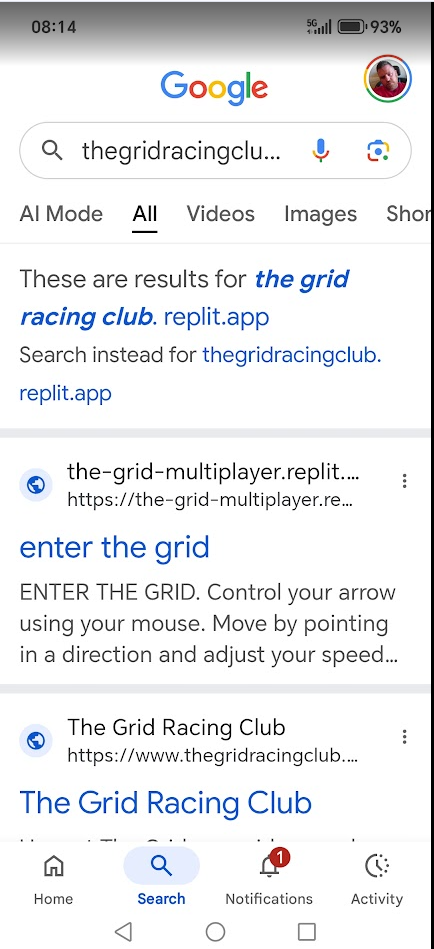 08:14
5G 93%
Google
thegridracingclu...
AI Mode All Videos Images Shor
These are results for the grid
racing club. replit.app
Search instead for thegridracingclub.
replit.app
the-grid-multiplayer.replit....
https://the-grid-multiplayer.re...
enter the grid
ENTER THE GRID. Control your arrow
using your mouse. Move by pointing
in a direction and adjust your speed...
The Grid Racing Club
https://www.thegridracingclub....
The Grid Racing Club
1
Home Search Notifications Activity